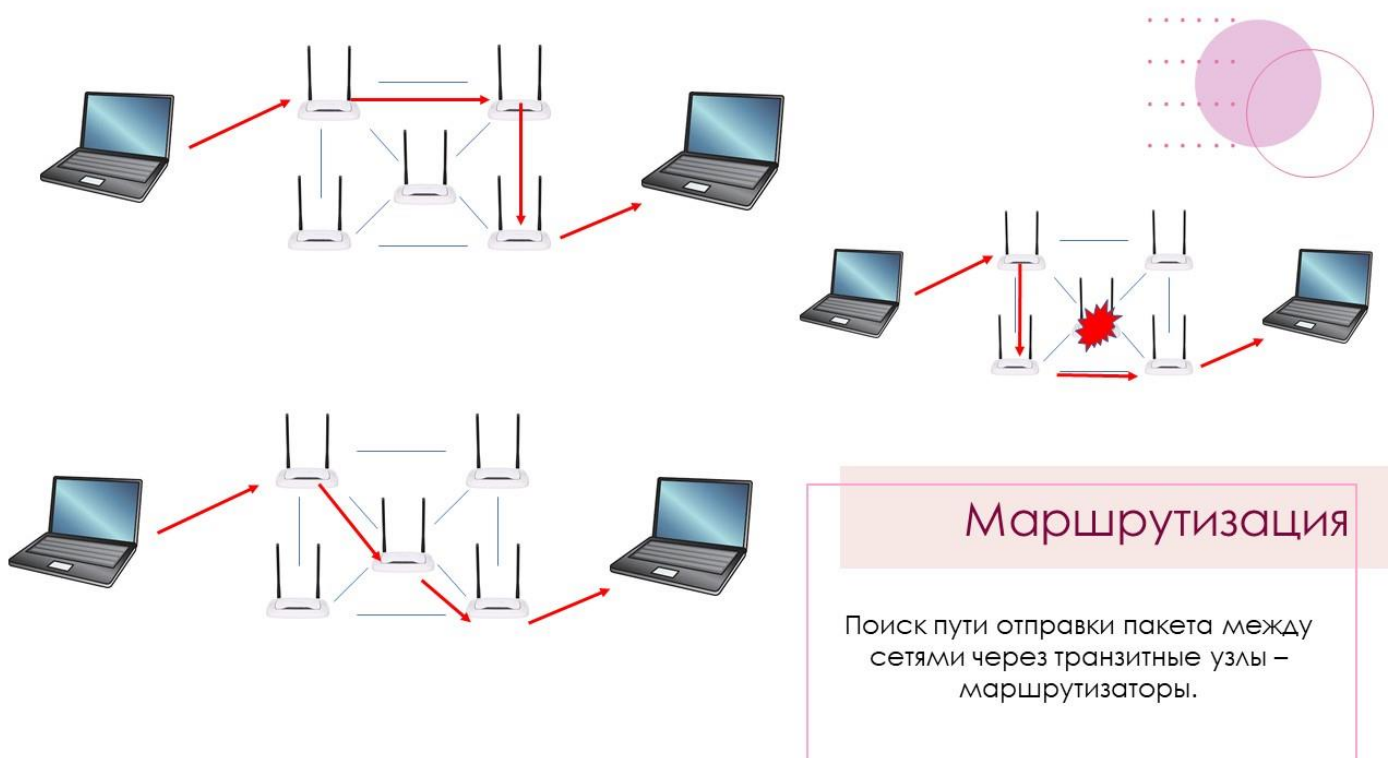 Маршрутизация
Поиск пути отправки пакета между
сетями через транзитные узлы –
маршрутизаторы.